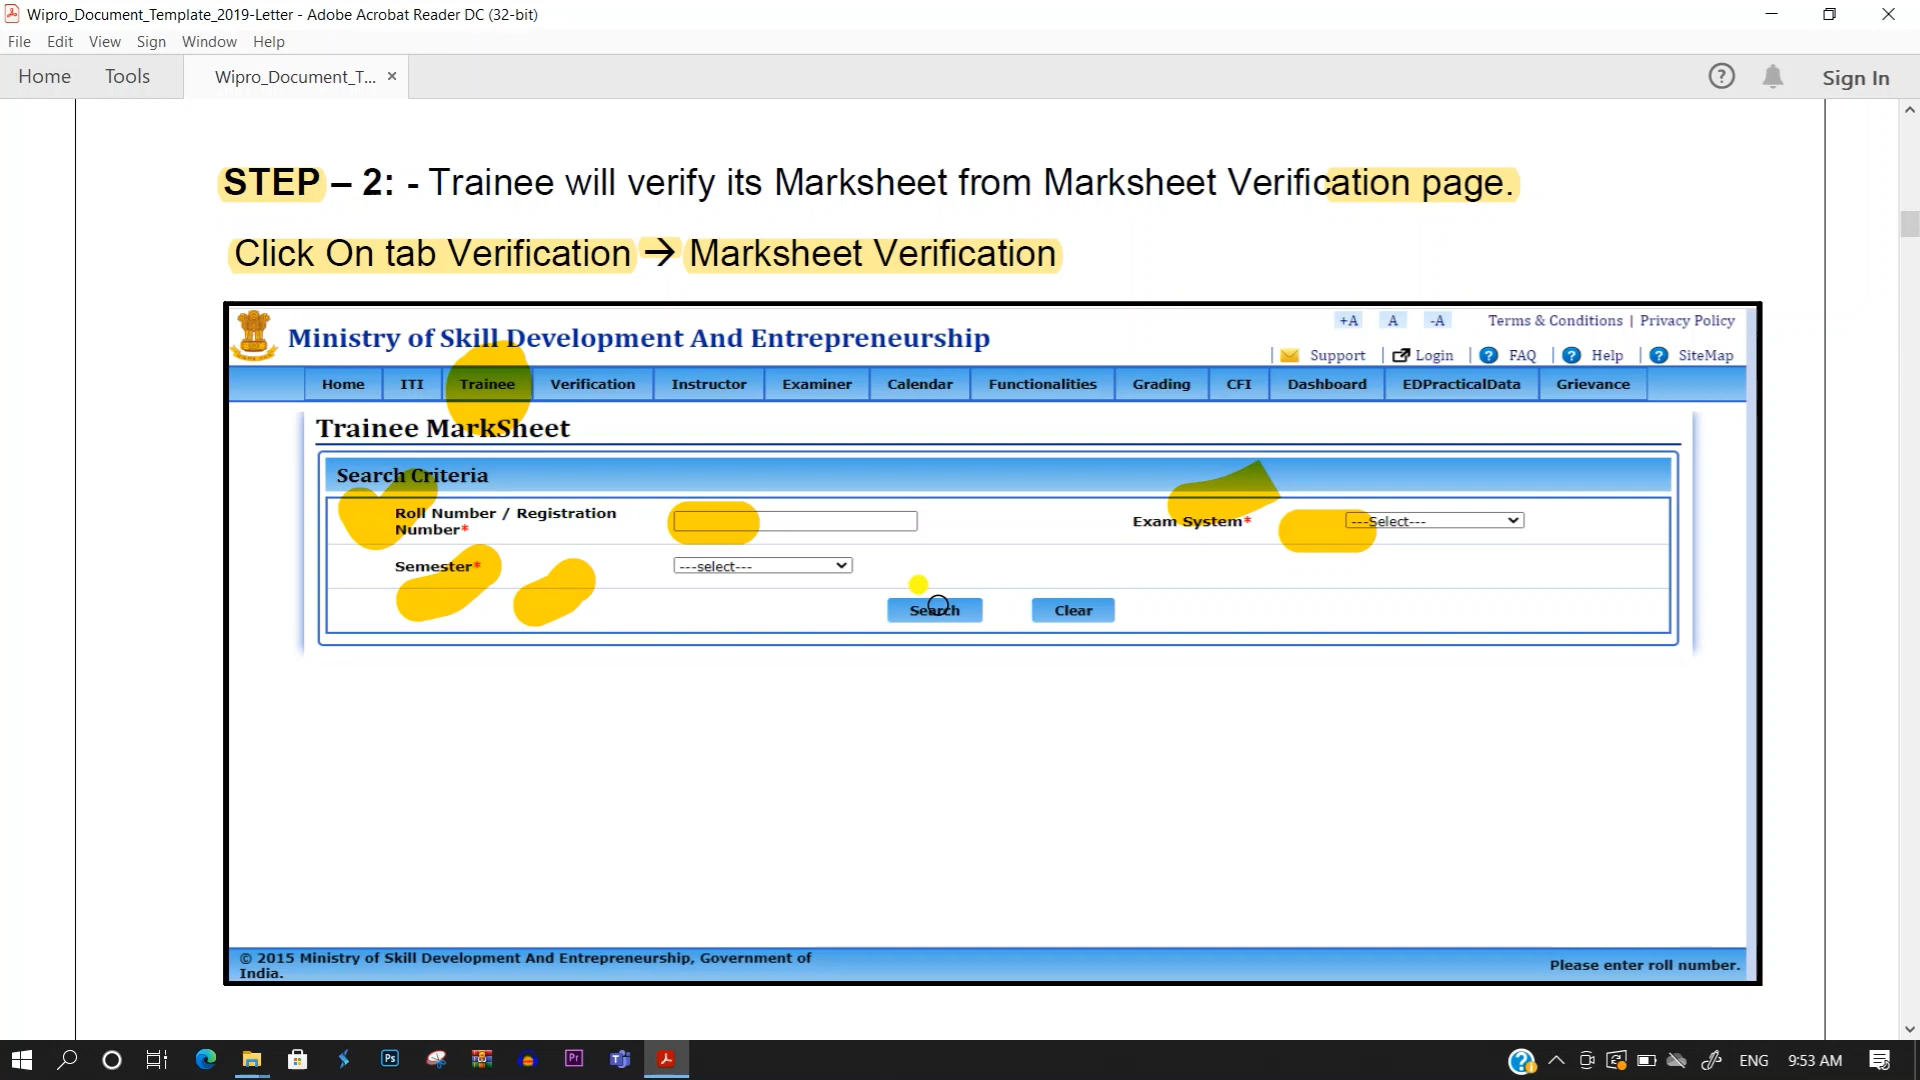 Wipro_Document_Template_2019-Letter - Adobe Acrobat Reader DC (32-bit)
File Edit View Sign Window Help
Home Tools Wipro_Document_T... × Sign In
STEP – 2: - Trainee will verify its Marksheet from Marksheet Verification page.
Click On tab Verification → Marksheet Verification
+A A -A Terms & Conditions | Privacy Policy
Ministry of Skill Development And Entrepreneurship
| Support | Login | FAQ | Help | SiteMap
Home ITI Trainee Verification Instructor Examiner Calendar Functionalities Grading CFI Dashboard EDPracticalData Grievance
Trainee MarkSheet
Search Criteria
Roll Number / Registration
Number*
Exam System* ---Select---
Semester* ---select---
Search Clear
© 2015 Ministry of Skill Development And Entrepreneurship, Government of
India.
Please enter roll number.
Ps Pr ENG 9:53 AM